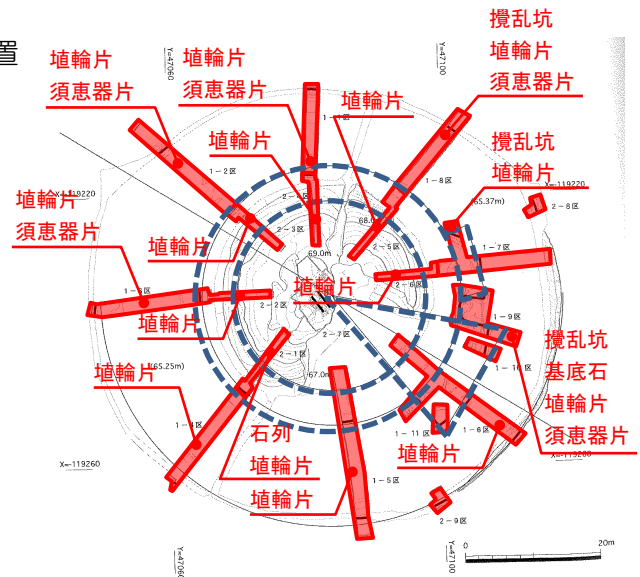 置
攪乱坑
埴輪片
須恵器片
埴輪片
須恵器片
埴輪片
須恵器片
埴輪片
Y=47060
Y=47100
1-1区
攪乱坑
埴輪片
埴輪片
1-2区
1-8区
X=-119220
X=-119220
2-8区
埴輪片
須恵器片
2-3区
2-4区
68.0m
(65.37m)
埴輪片
69.0m
2-5区
1-7区
埴輪片
2-6区
2-2区
1-9区
埴輪片
2-7区
攪乱坑
基底石
埴輪片
須恵器片
2-1区
(65.25m)
67.0m
1-10区
埴輪片
石列
埴輪片
埴輪片
1-4区
1-11区
1-6区
埴輪片
X=-119260
X=-119260
1-5区
2-9区
Y=47060
Y=47100
0
20m